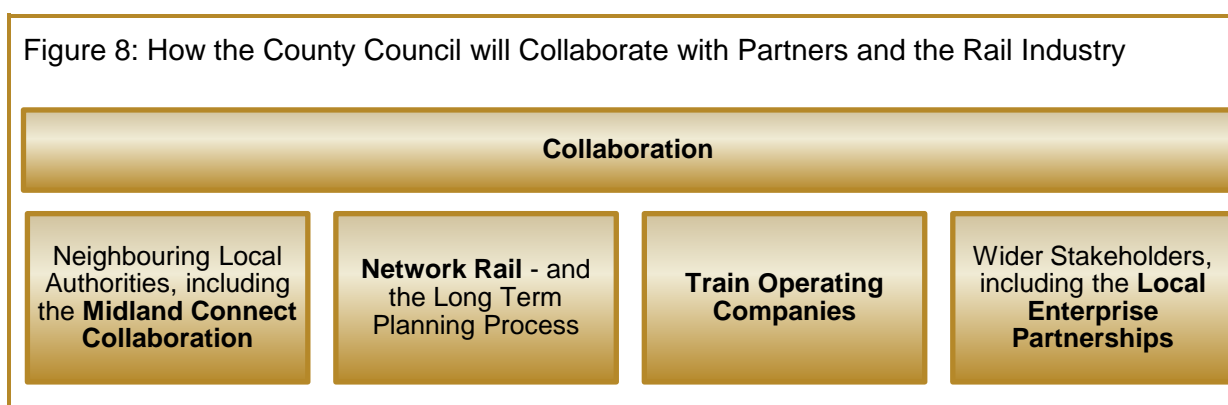 Figure 8: How the County Council will Collaborate with Partners and the Rail Industry
Collaboration
Neighbouring Local
Authorities, including
the Midland Connect
Collaboration
Network Rail - and
the Long Term
Planning Process
Train Operating
Companies
Wider Stakeholders,
including the Local
Enterprise
Partnerships